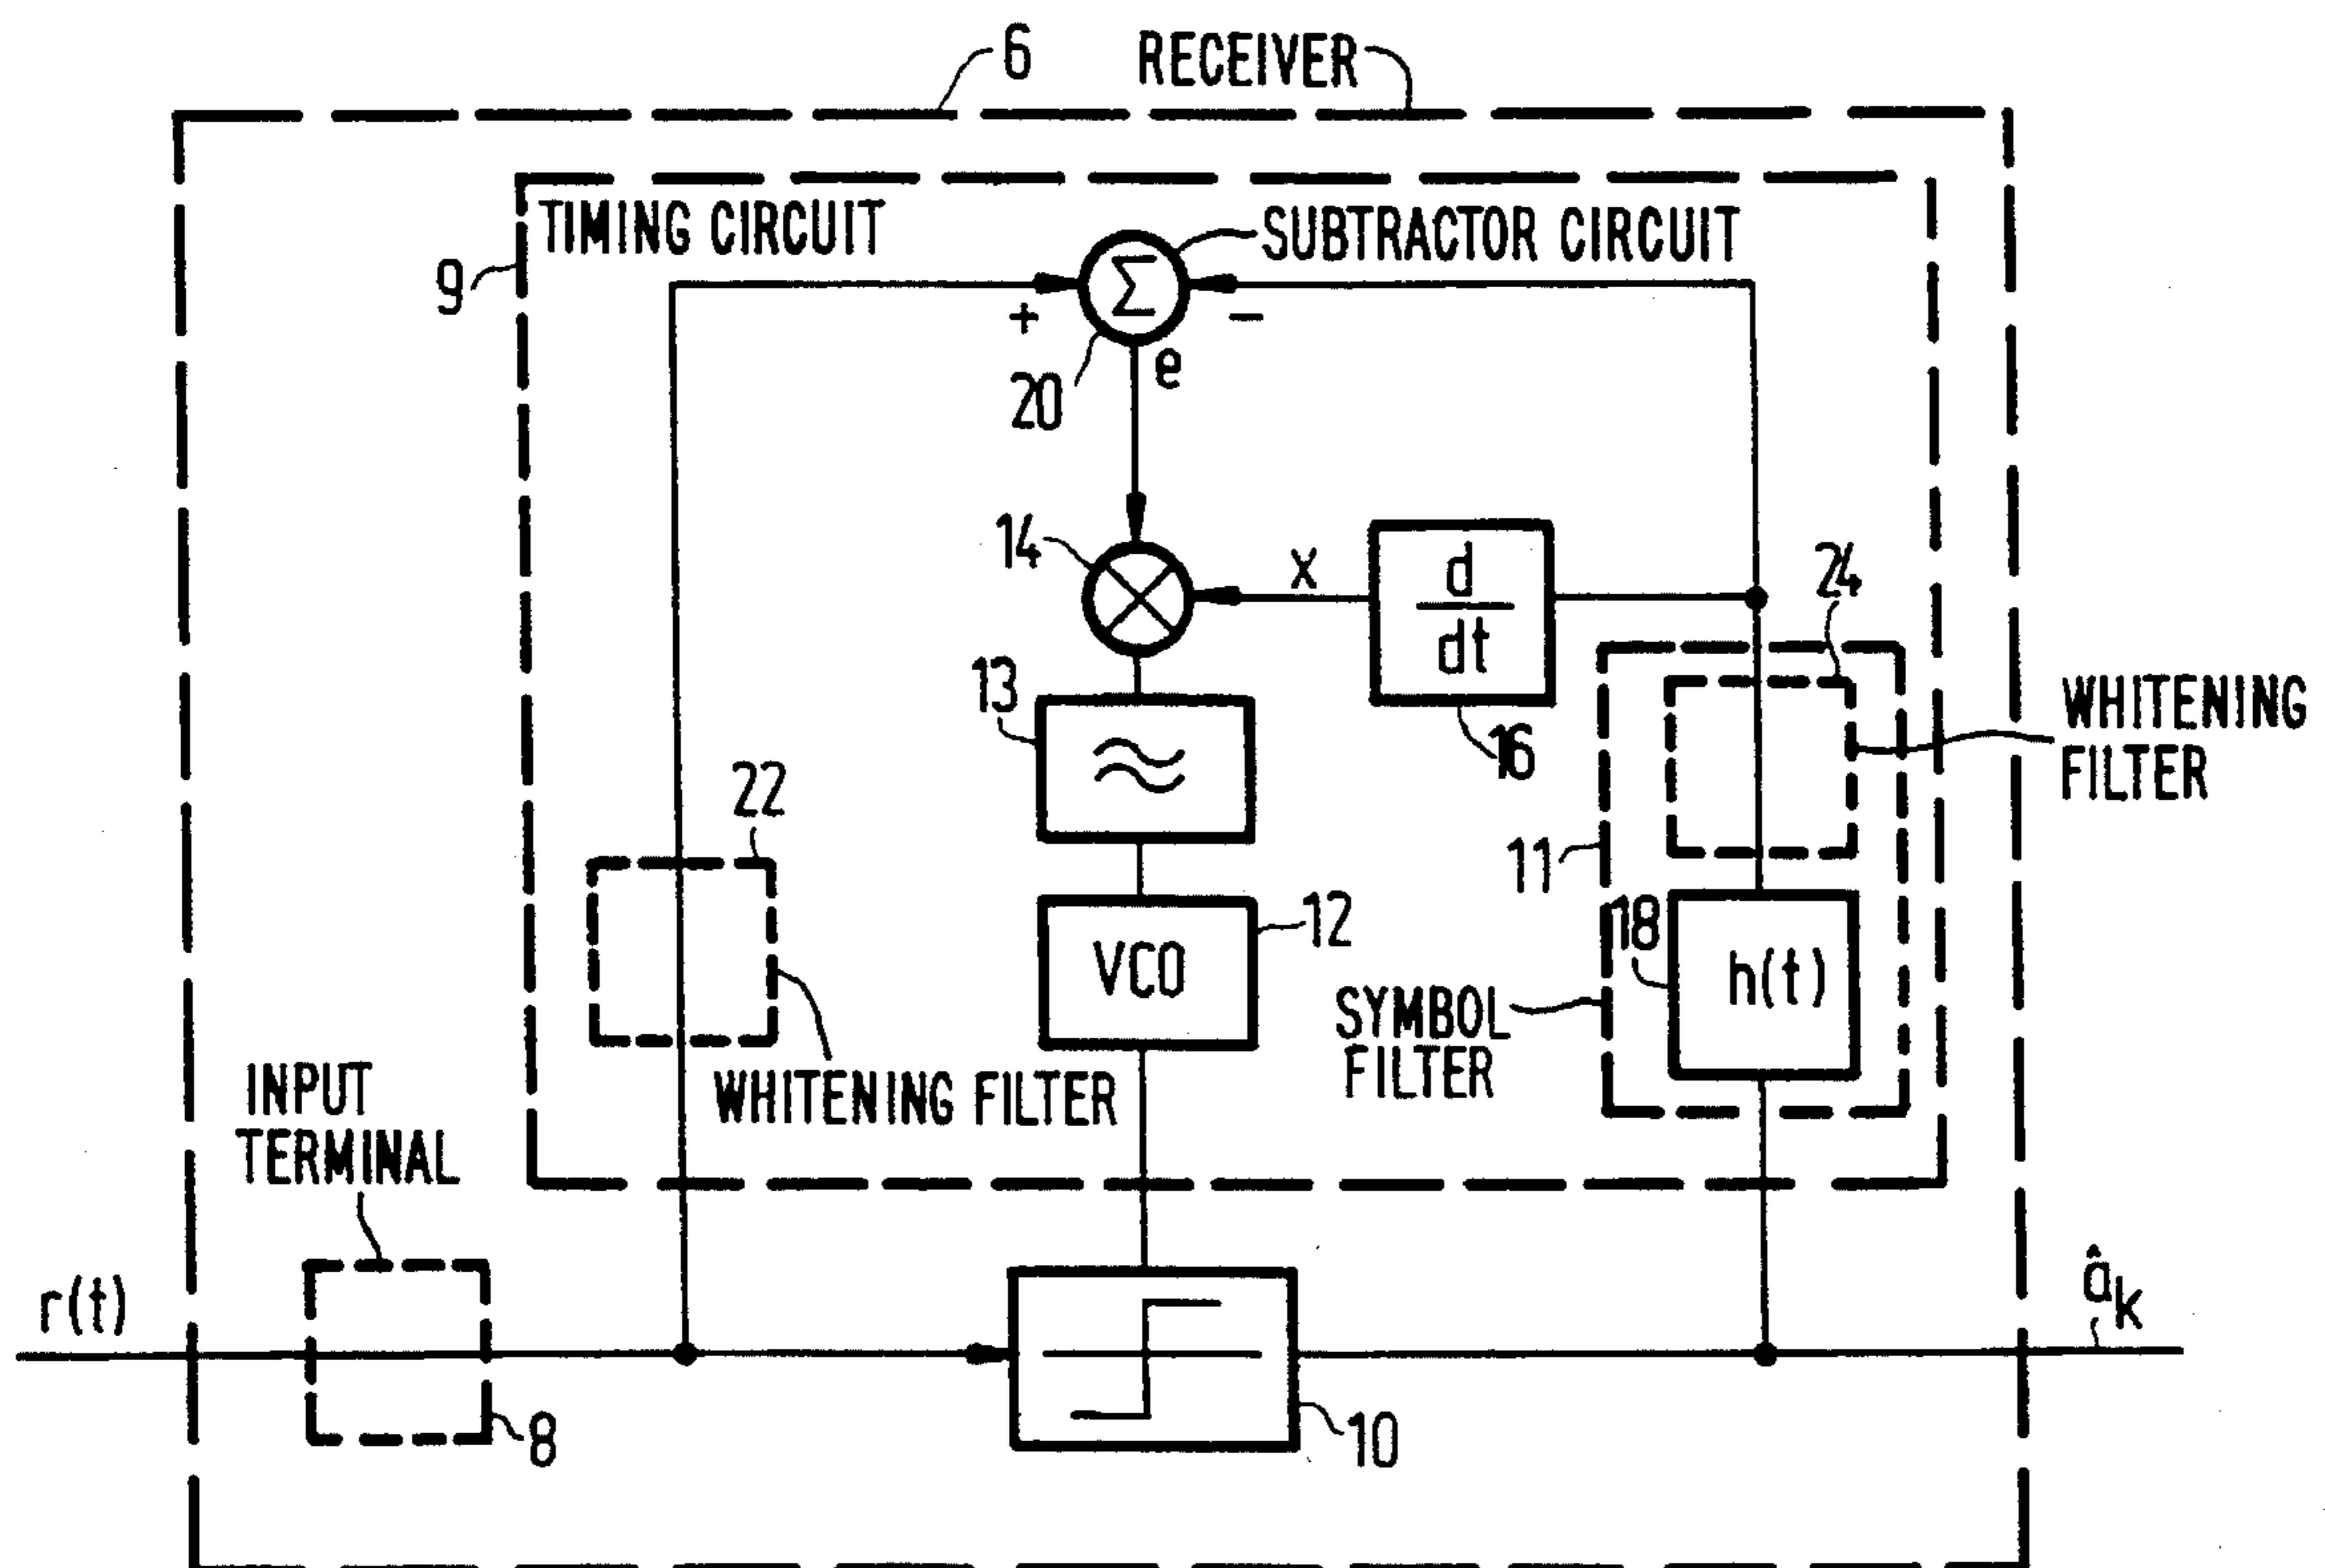 6 RECEIVER
TIMING CIRCUIT
SUBTRACTOR CIRCUIT
9
Σ
+
−
20
e
14
x
d
dt
24
13
16
WHITENING
FILTER
22
11
12
18
VCO
h(t)
SYMBOL
FILTER
WHITENING FILTER
INPUT
TERMINAL
r(t)
âk
8
10